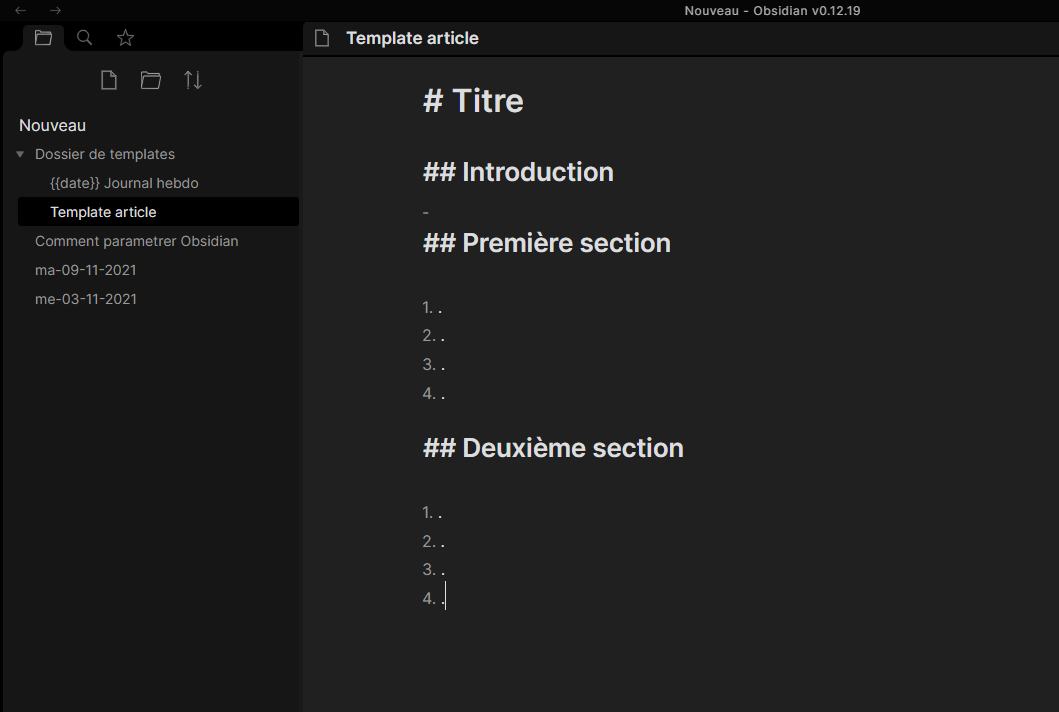 Nouveau - Obsidian v0.12.19
Template article
Nouveau
Dossier de templates
{{date}} Journal hebdo
Template article
Comment parametrer Obsidian
ma-09-11-2021
me-03-11-2021
# Titre
## Introduction
-
## Première section
1. .
2. .
3. .
4. .
## Deuxième section
1. .
2. .
3. .
4. .